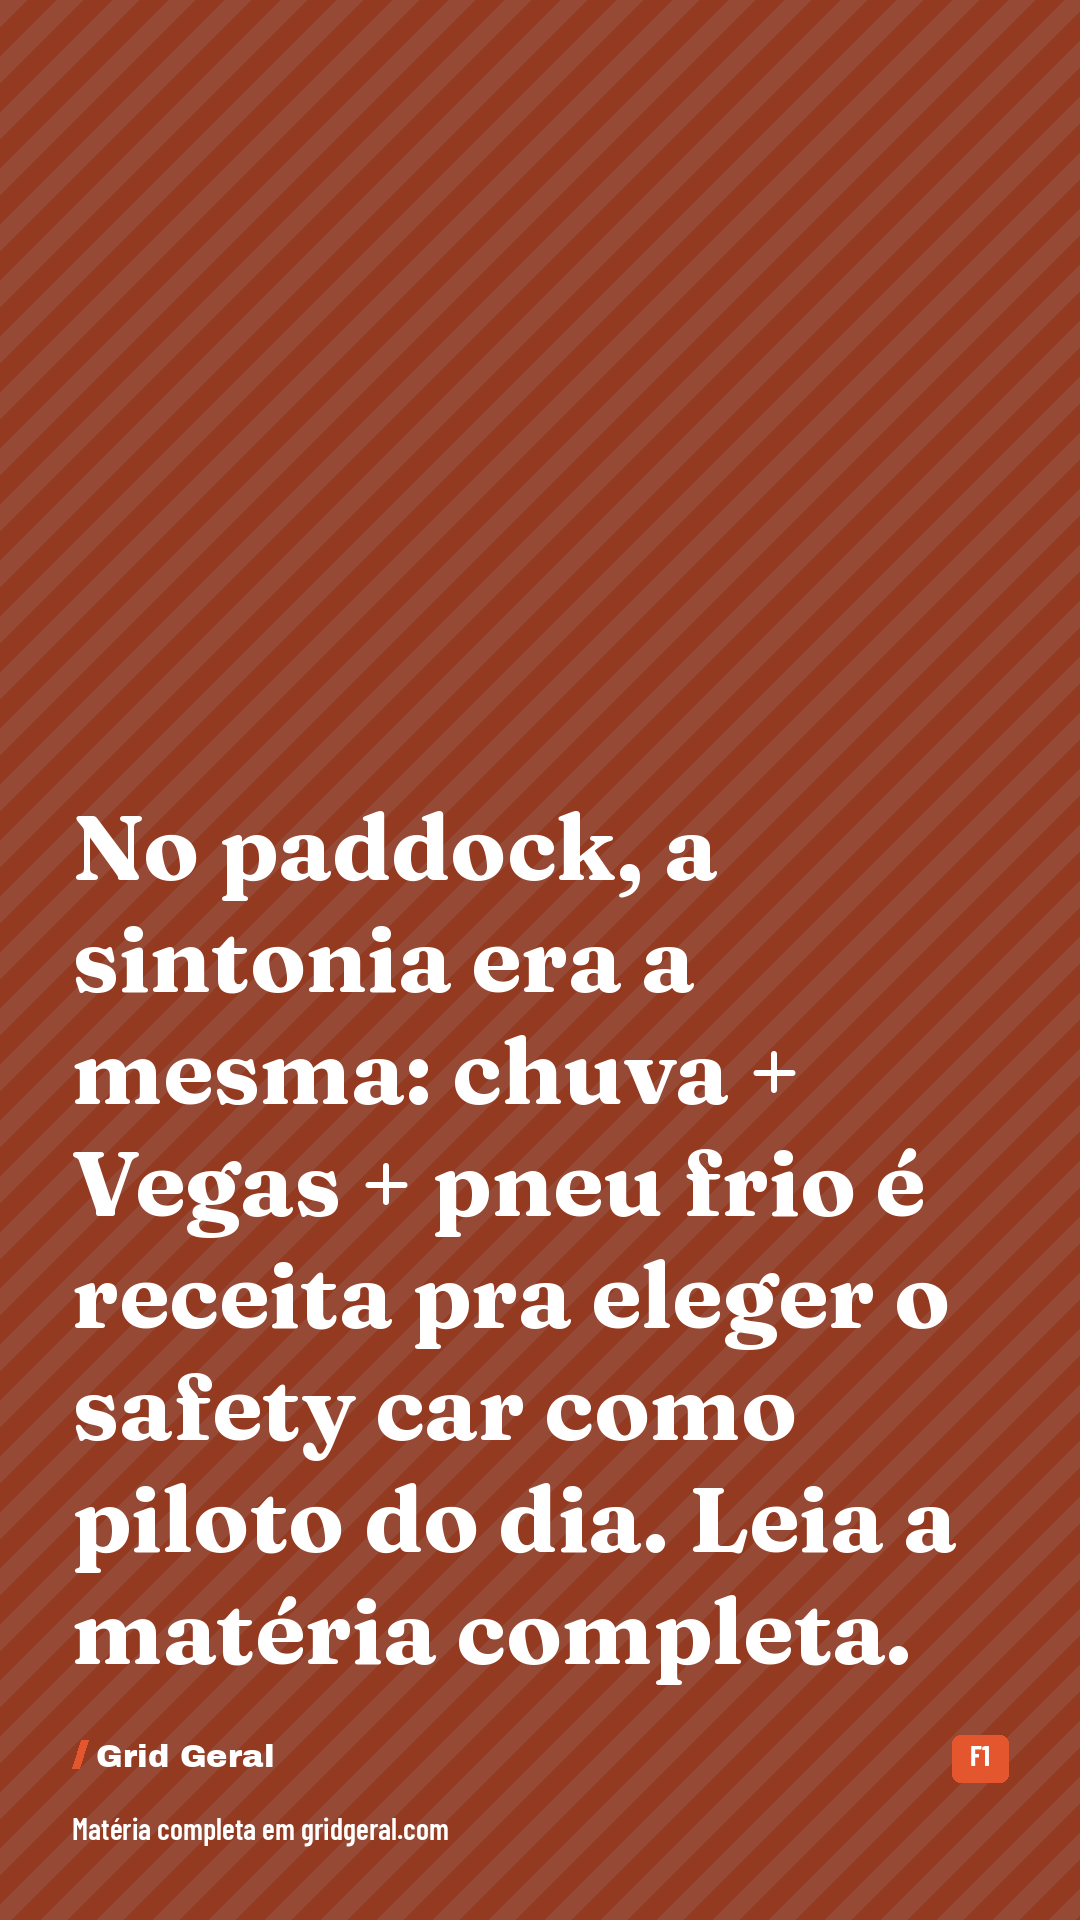 No paddock, a
sintonia era a
mesma: chuva +
Vegas + pneu frio é
receita pra eleger o
safety car como
piloto do dia. Leia a
matéria completa.
/ Grid Geral
F1
Matéria completa em gridgeral.com